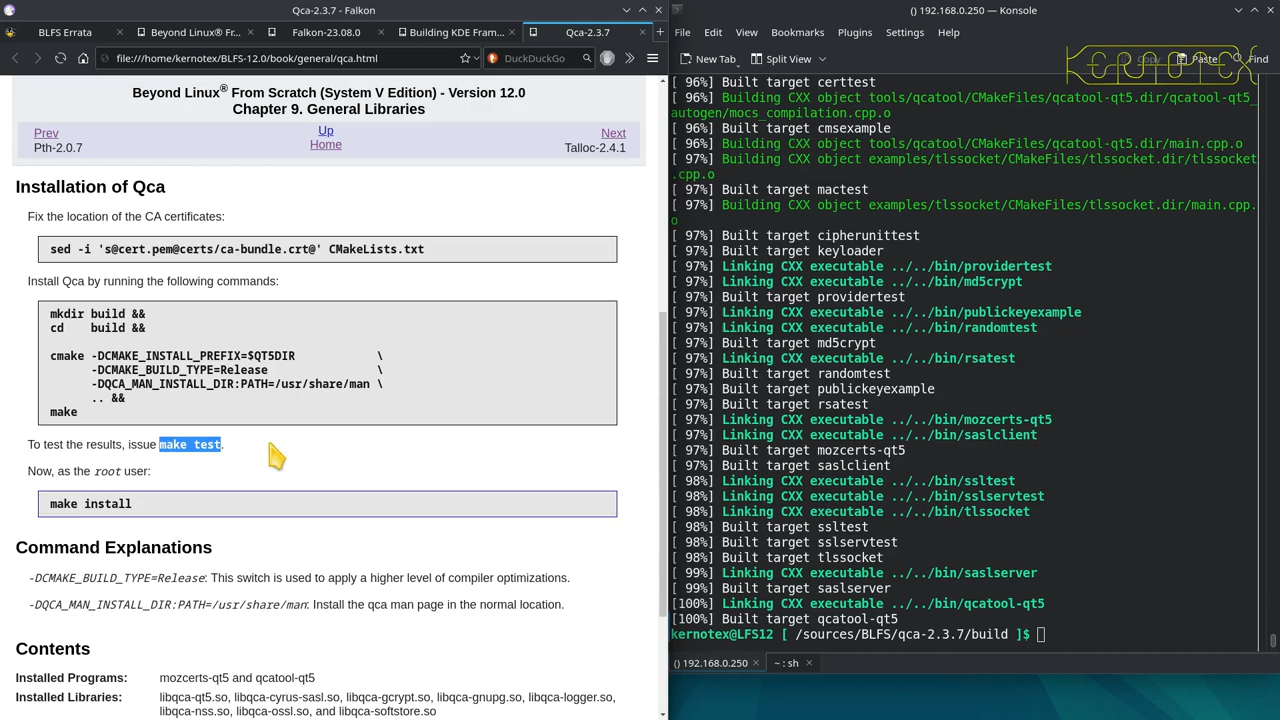 Qca-2.3.7 - Falkon
BLFS Errata
Beyond Linux® Fr...
Falkon-23.08.0
Building KDE Fram...
Qca-2.3.7
file:///home/kernotex/BLFS-12.0/book/general/qca.html
DuckDuckGo
Beyond Linux® From Scratch (System V Edition) - Version 12.0
Chapter 9. General Libraries
Prev
Up
Next
Pth-2.0.7
Home
Talloc-2.4.1
Installation of Qca
Fix the location of the CA certificates:
sed -i 's@cert.pem@certs/ca-bundle.crt@' CMakeLists.txt
Install Qca by running the following commands:
mkdir build &&
cd    build &&
cmake -DCMAKE_INSTALL_PREFIX=$QT5DIR \
-DCMAKE_BUILD_TYPE=Release \
-DQCA_MAN_INSTALL_DIR:PATH=/usr/share/man \
.. &&
make
To test the results, issue make test.
Now, as the root user:
make install
Command Explanations
-DCMAKE_BUILD_TYPE=Release: This switch is used to apply a higher level of compiler optimizations.
-DQCA_MAN_INSTALL_DIR:PATH=/usr/share/man: Install the qca man page in the normal location.
Contents
Installed Programs: mozcerts-qt5 and qcatool-qt5
Installed Libraries: libqca-qt5.so, libqca-cyrus-sasl.so, libqca-gcrypt.so, libqca-gnupg.so, libqca-logger.so,
libqca-nss.so, libqca-ossl.so, and libqca-softstore.so
() 192.168.0.250 — Konsole
File Edit View Bookmarks Plugins Settings Help
New Tab Split View Copy Paste Find
KERNOTEX
[ 96%] Built target certtest
[ 96%] Building CXX object tools/qcatool/CMakeFiles/qcatool-qt5.dir/qcatool-qt5_
autogen/mocs_compilation.cpp.o
[ 96%] Built target cmsexample
[ 96%] Building CXX object tools/qcatool/CMakeFiles/qcatool-qt5.dir/main.cpp.o
[ 97%] Building CXX object examples/tlssocket/CMakeFiles/tlssocket.dir/tlssocket
.cpp.o
[ 97%] Built target mactest
[ 97%] Building CXX object examples/tlssocket/CMakeFiles/tlssocket.dir/main.cpp.
o
[ 97%] Built target cipherunittest
[ 97%] Built target keyloader
[ 97%] Linking CXX executable ../../bin/providertest
[ 97%] Linking CXX executable ../../bin/md5crypt
[ 97%] Built target providertest
[ 97%] Linking CXX executable ../../bin/publickeyexample
[ 97%] Linking CXX executable ../../bin/randomtest
[ 97%] Built target md5crypt
[ 97%] Linking CXX executable ../../bin/rsatest
[ 97%] Built target randomtest
[ 97%] Built target publickeyexample
[ 97%] Built target rsatest
[ 97%] Linking CXX executable ../../bin/mozcerts-qt5
[ 97%] Linking CXX executable ../../bin/saslclient
[ 97%] Built target mozcerts-qt5
[ 97%] Built target saslclient
[ 98%] Linking CXX executable ../../bin/ssltest
[ 98%] Linking CXX executable ../../bin/sslservtest
[ 98%] Linking CXX executable ../../bin/tlssocket
[ 98%] Built target ssltest
[ 98%] Built target sslservtest
[ 98%] Built target tlssocket
[ 99%] Linking CXX executable ../../bin/saslserver
[ 99%] Built target saslserver
[100%] Linking CXX executable ../../bin/qcatool-qt5
[100%] Built target qcatool-qt5
kernotex@LFS12 [ /sources/BLFS/qca-2.3.7/build ]$
() 192.168.0.250
~ : sh